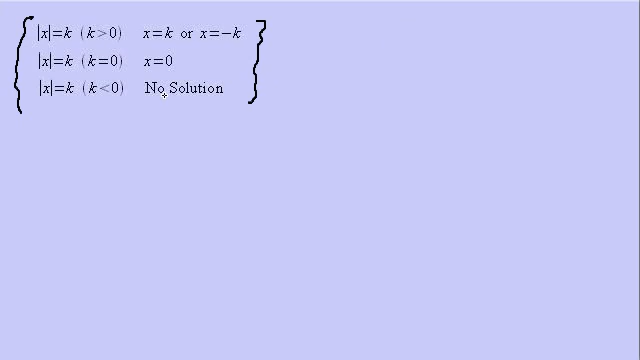 |x|=k (k>0) x=k or x=−k
|x|=k (k=0) x=0
|x|=k (k<0) No Solution